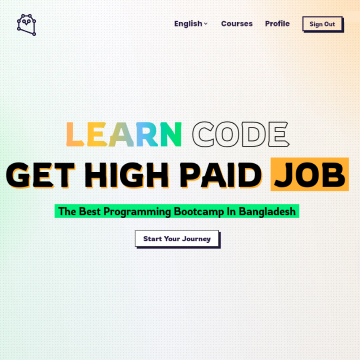 English
Courses
Profile
Sign Out
LEARN CODE
GET HIGH PAID JOB
The Best Programming Bootcamp In Bangladesh
Start Your Journey